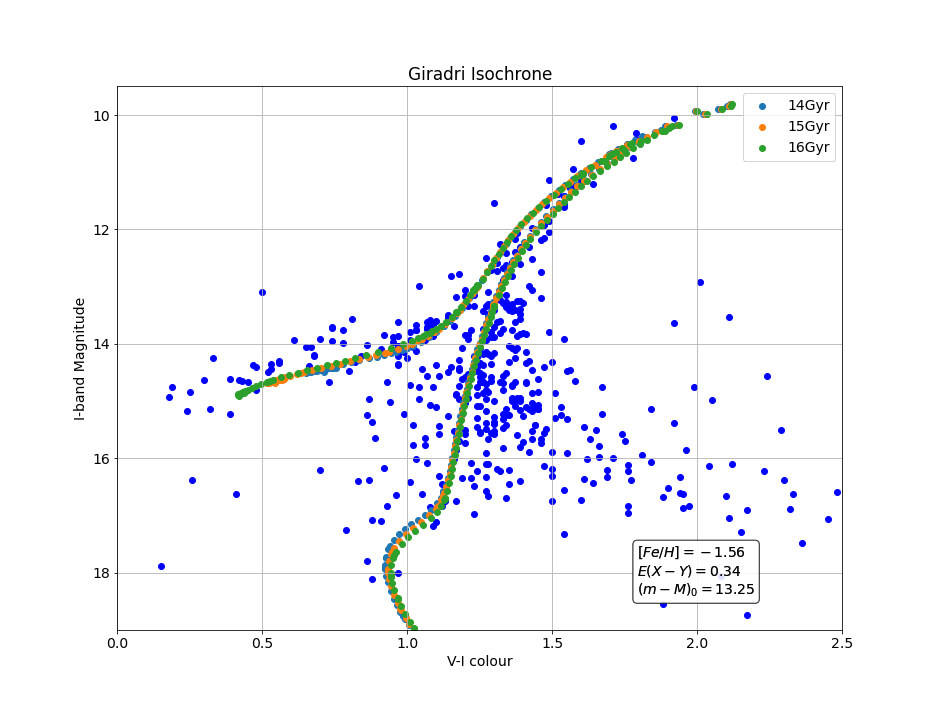 Giradri Isochrone
14Gyr
15Gyr
16Gyr
10
12
14
16
18
I-band Magnitude
[Fe/H] = −1.56
E(X − Y) = 0.34
(m − M)₀ = 13.25
0.0 0.5 1.0 1.5 2.0 2.5
V-I colour